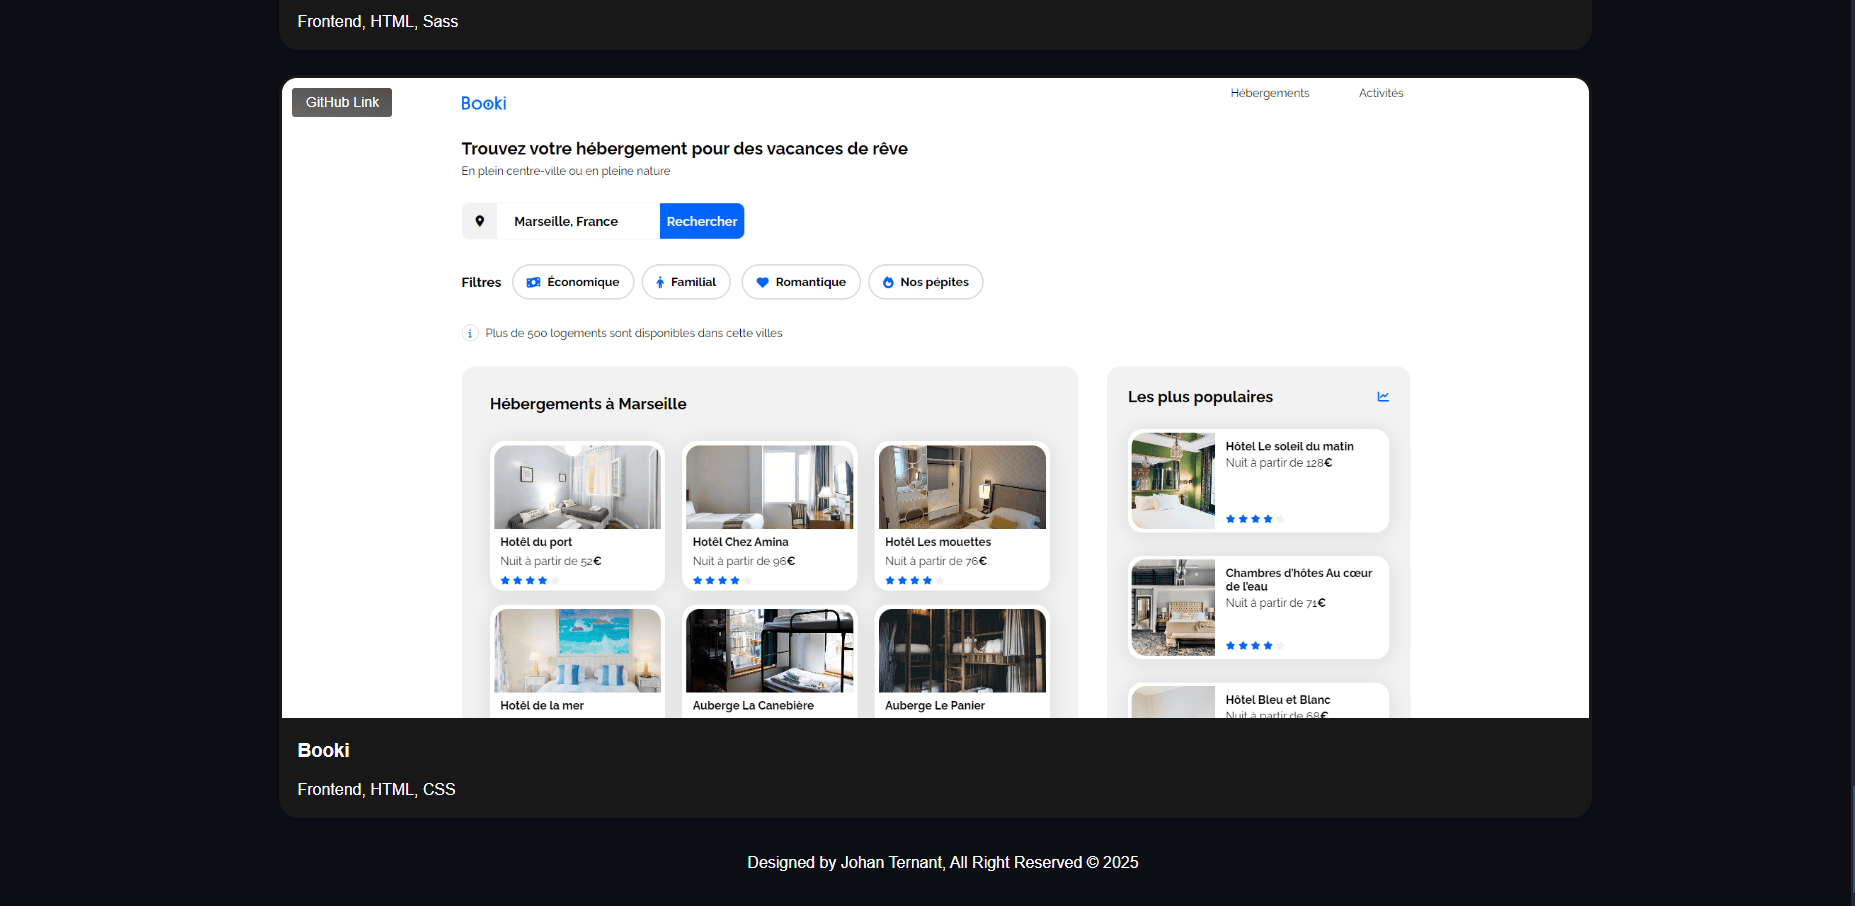 Frontend, HTML, Sass
GitHub Link
Booki
Hébergements
Activités
Trouvez votre hébergement pour des vacances de rêve
En plein centre-ville ou en pleine nature
Marseille, France
Rechercher
Filtres
Économique
Familial
Romantique
Nos pépites
Plus de 500 logements sont disponibles dans cette villes
Hébergements à Marseille
Hotêl du port
Nuit à partir de 52€
Hotêl Chez Amina
Nuit à partir de 96€
Hotêl Les mouettes
Nuit à partir de 76€
Hotêl de la mer
Auberge La Canebière
Auberge Le Panier
Les plus populaires
Hôtel Le soleil du matin
Nuit à partir de 128€
Chambres d'hôtes Au cœur
de l'eau
Nuit à partir de 71€
Hôtel Bleu et Blanc
Nuit à partir de 68€
Booki
Frontend, HTML, CSS
Designed by Johan Ternant, All Right Reserved © 2025